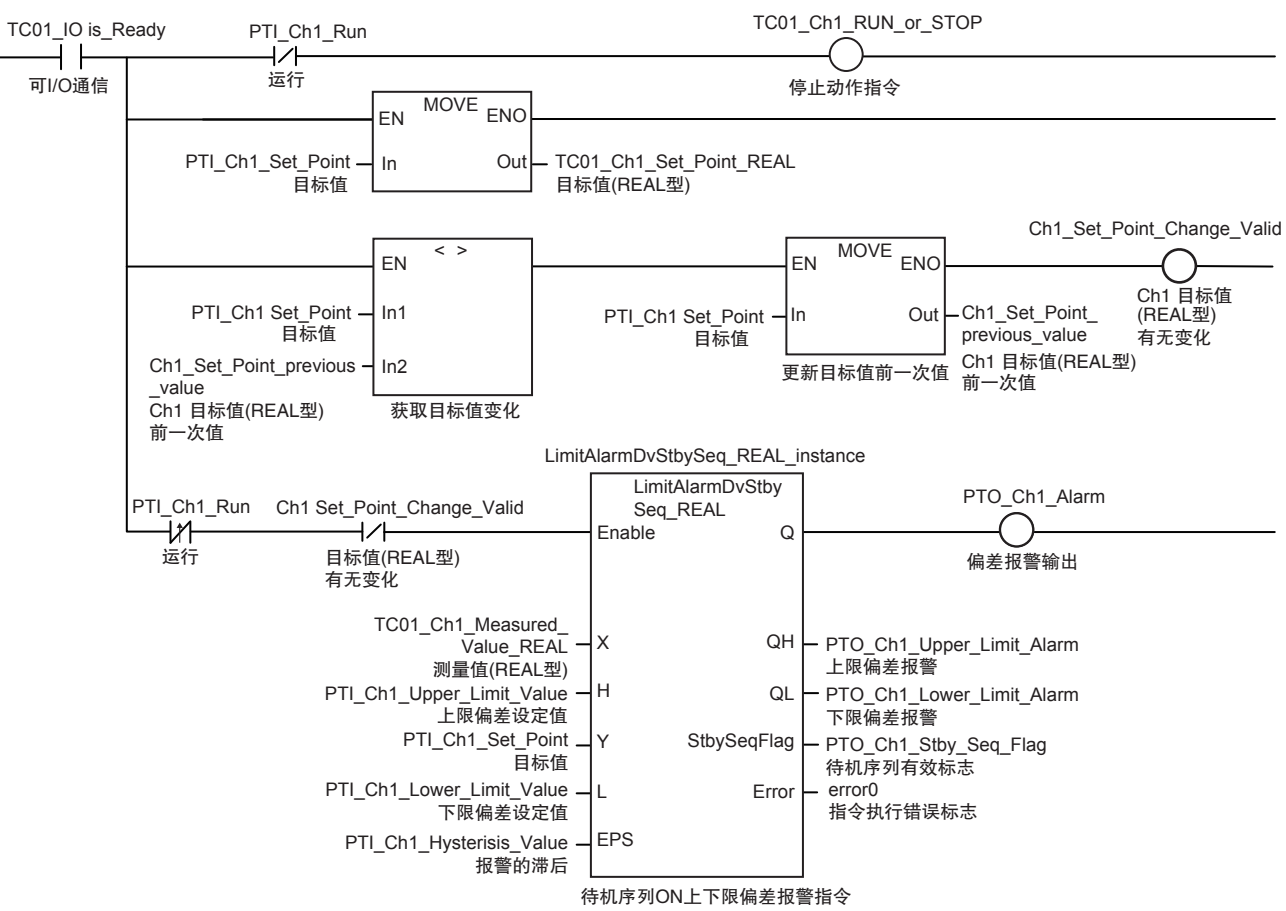 TC01_IO is_Ready
可I/O通信
PTI_Ch1_Run
运行
TC01_Ch1_RUN_or_STOP
停止动作指令
MOVE
EN
ENO
PTI_Ch1_Set_Point
目标值
In
Out
TC01_Ch1_Set_Point_REAL
目标值(REAL型)
< >
EN
PTI_Ch1 Set_Point
目标值
In1
Ch1_Set_Point_previous
_value
Ch1 目标值(REAL型)
前一次值
In2
获取目标值变化
MOVE
EN
ENO
PTI_Ch1 Set_Point
目标值
In
Out
Ch1_Set_Point_
previous_value
Ch1 目标值(REAL型)
前一次值
更新目标值前一次值
Ch1_Set_Point_Change_Valid
Ch1 目标值
(REAL型)
有无变化
PTI_Ch1_Run
运行
Ch1 Set_Point_Change_Valid
目标值(REAL型)
有无变化
LimitAlarmDvStbySeq_REAL_instance
LimitAlarmDvStby
Seq_REAL
Enable
Q
PTO_Ch1_Alarm
偏差报警输出
TC01_Ch1_Measured_
Value_REAL
测量值(REAL型)
X
QH
PTO_Ch1_Upper_Limit_Alarm
上限偏差报警
PTI_Ch1_Upper_Limit_Value
上限偏差设定值
H
QL
PTO_Ch1_Lower_Limit_Alarm
下限偏差报警
PTI_Ch1_Set_Point
目标值
Y
StbySeqFlag
PTO_Ch1_Stby_Seq_Flag
待机序列有效标志
PTI_Ch1_Lower_Limit_Value
下限偏差设定值
L
Error
error0
指令执行错误标志
PTI_Ch1_Hysterisis_Value
报警的滞后
EPS
待机序列ON上下限偏差报警指令